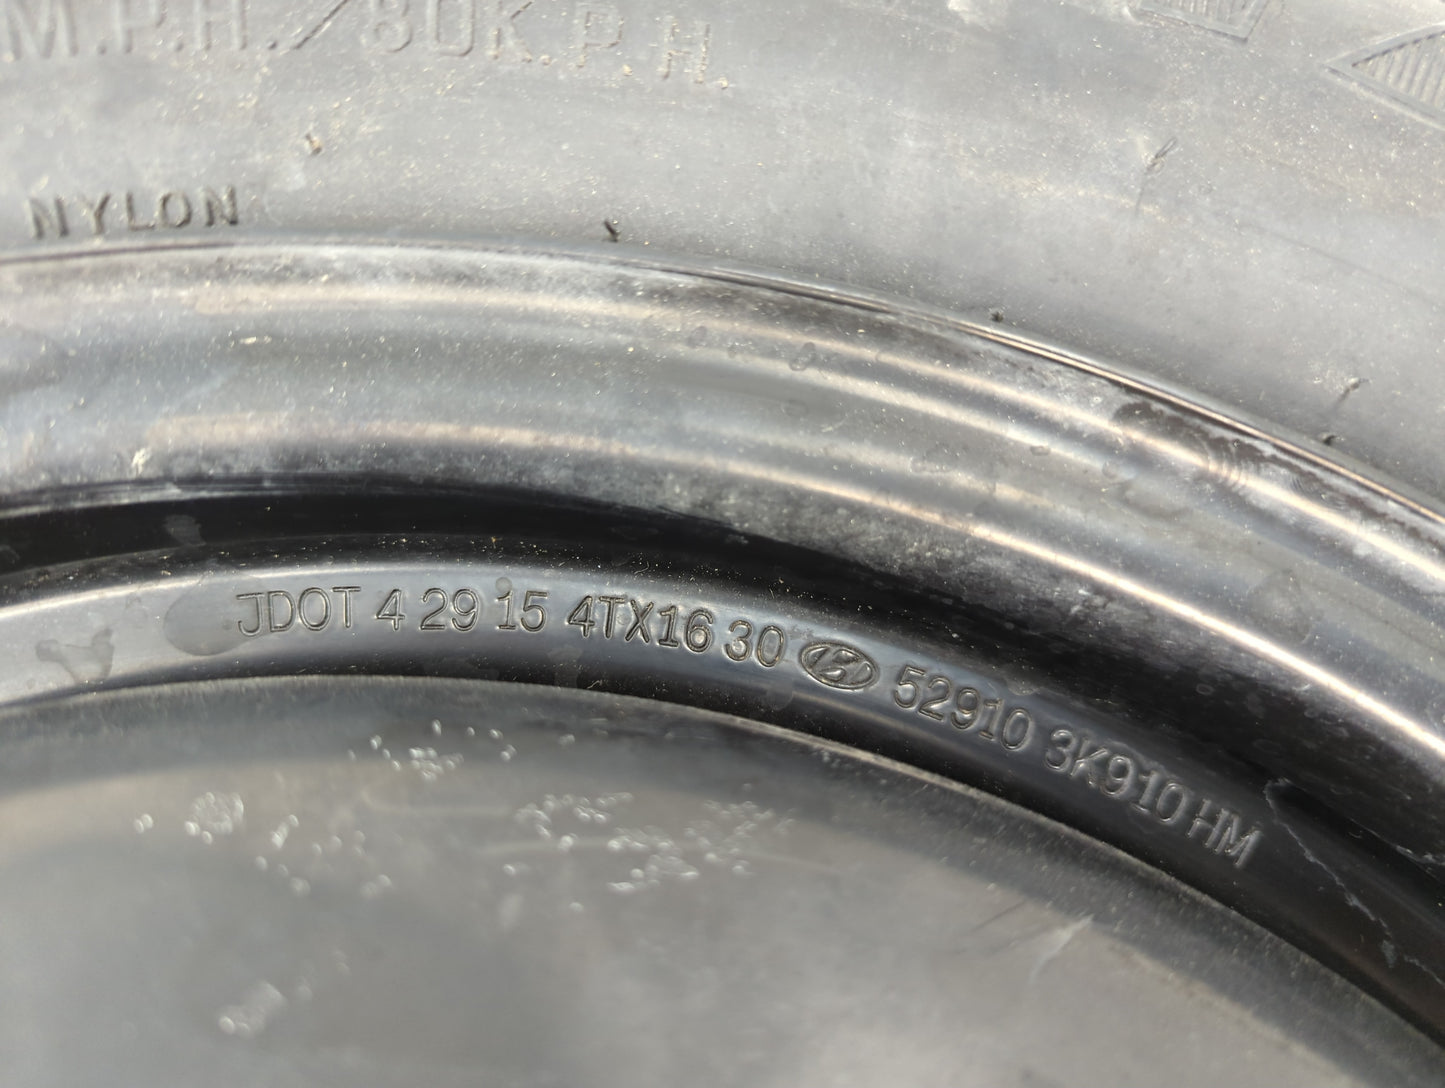 M.P.H./80K.P.H.
NYLON
JDOT 4 29 15 4TX16 30 52910 3K910 HM